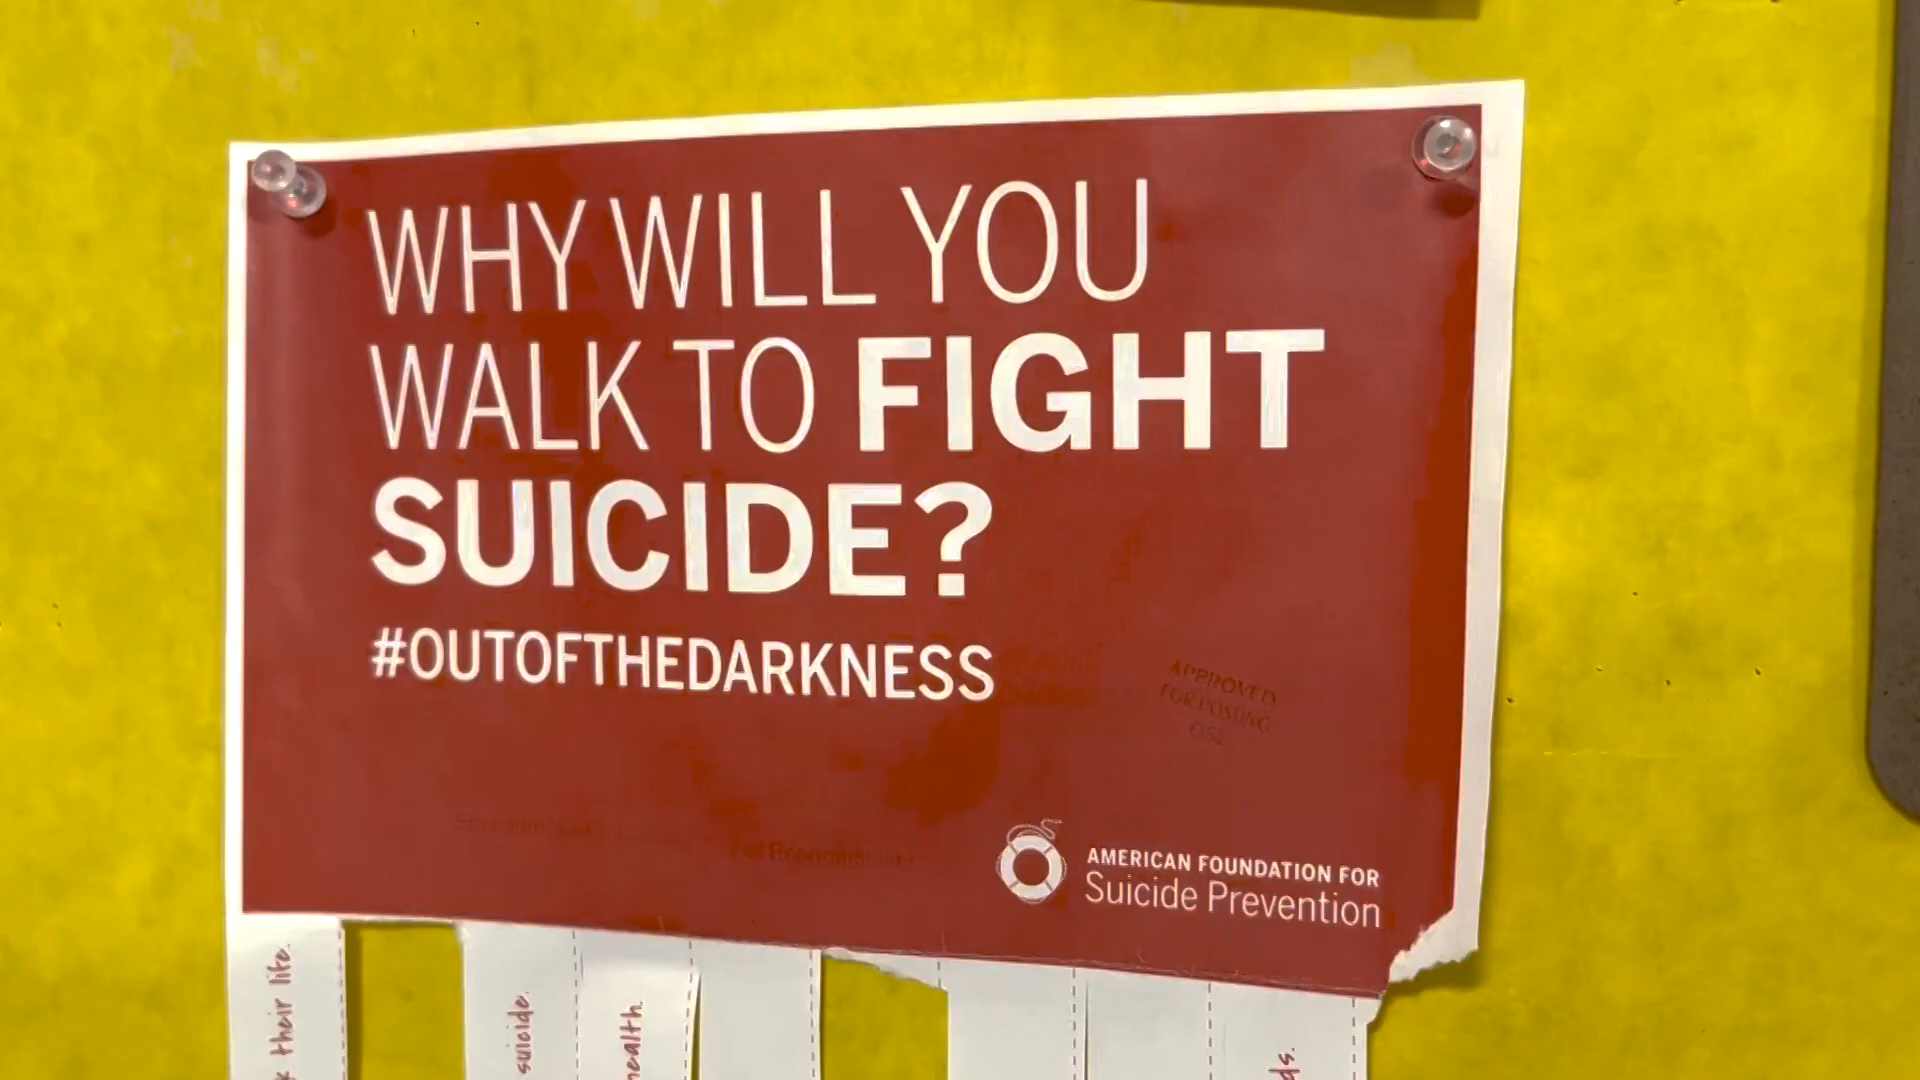 WHY WILL YOU
WALK TO FIGHT
SUICIDE?
#OUTOFTHEDARKNESS
APPROVED
FOR POSTING
AMERICAN FOUNDATION FOR
Suicide Prevention
their life.
suicide.
health.